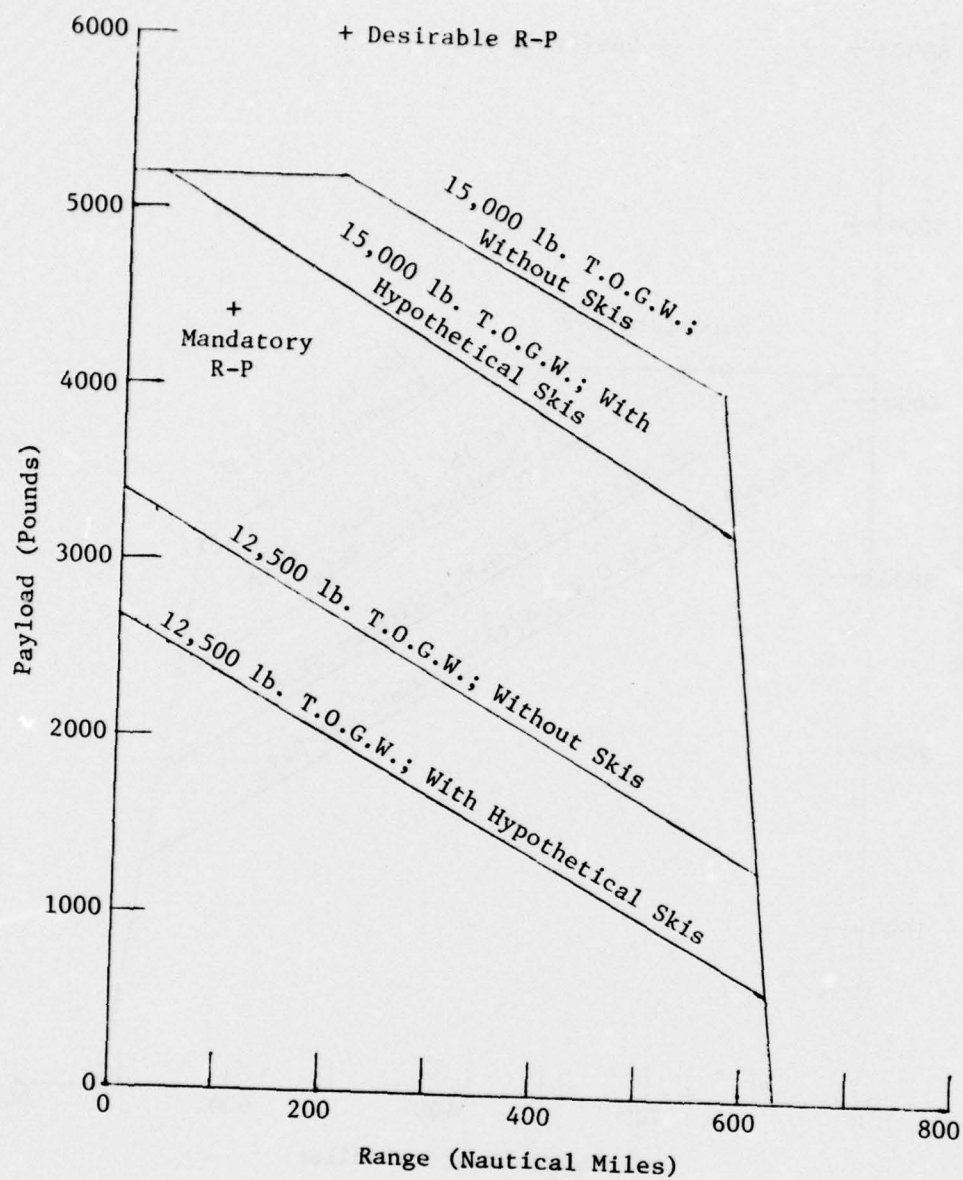 6000
+ Desirable R-P
5000
15,000 lb. T.O.G.W.;
Without Skis
15,000 lb. T.O.G.W.; With
Hypothetical Skis
+
Mandatory
R-P
4000
Payload (Pounds)
3000
12,500 lb. T.O.G.W.; Without Skis
12,500 lb. T.O.G.W.; With Hypothetical Skis
2000
1000
0
0
200
400
600
800
Range (Nautical Miles)